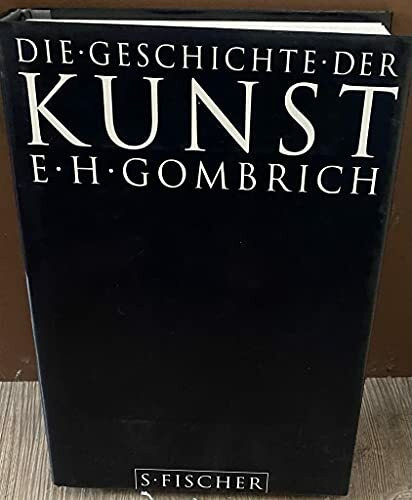 DIE·GESCHICHTE·DER
KUNST
E·H·GOMBRICH
S·FISCHER